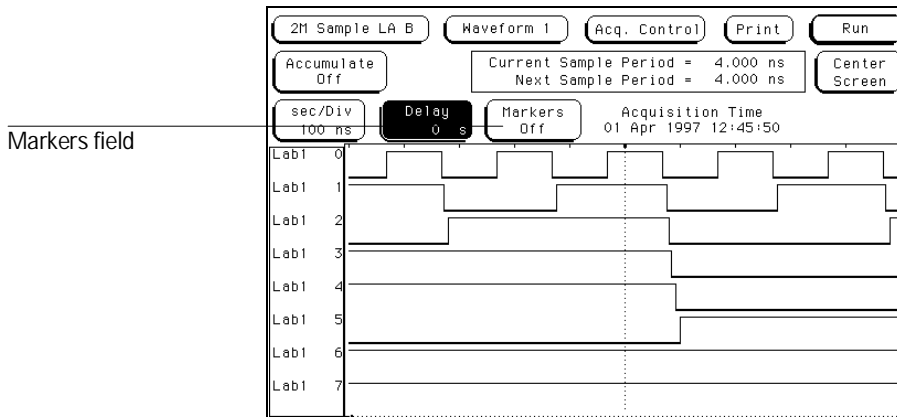 2M Sample LA B Waveform 1 Acq. Control Print Run
Accumulate Off
Current Sample Period = 4.000 ns
Next Sample Period = 4.000 ns
Center Screen
sec/Div 100 ns
Delay 0 s
Markers Off
Acquisition Time
01 Apr 1997 12:45:50
Markers field
Lab1 0
Lab1 1
Lab1 2
Lab1 3
Lab1 4
Lab1 5
Lab1 6
Lab1 7